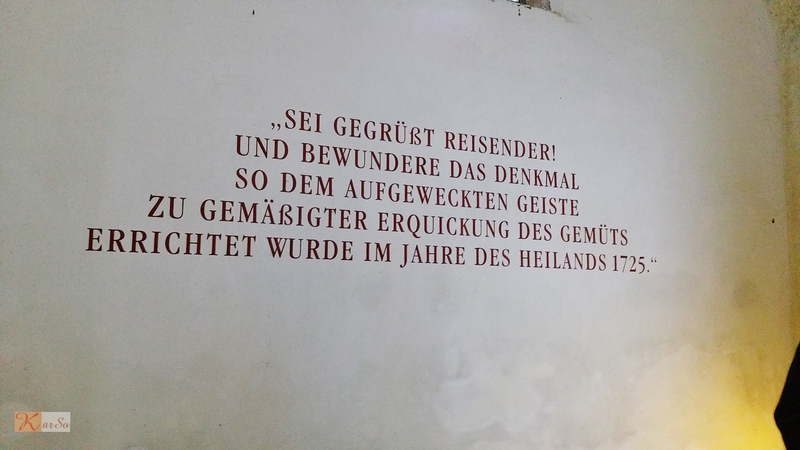 „SEI GEGRÜßT REISENDER!
UND BEWUNDERE DAS DENKMAL
SO DEM AUFGEWECKTEN GEISTE
ZU GEMÄßIGTER ERQUICKUNG DES GEMÜTS
ERRICHTET WURDE IM JAHRE DES HEILANDS 1725.“
KarSo